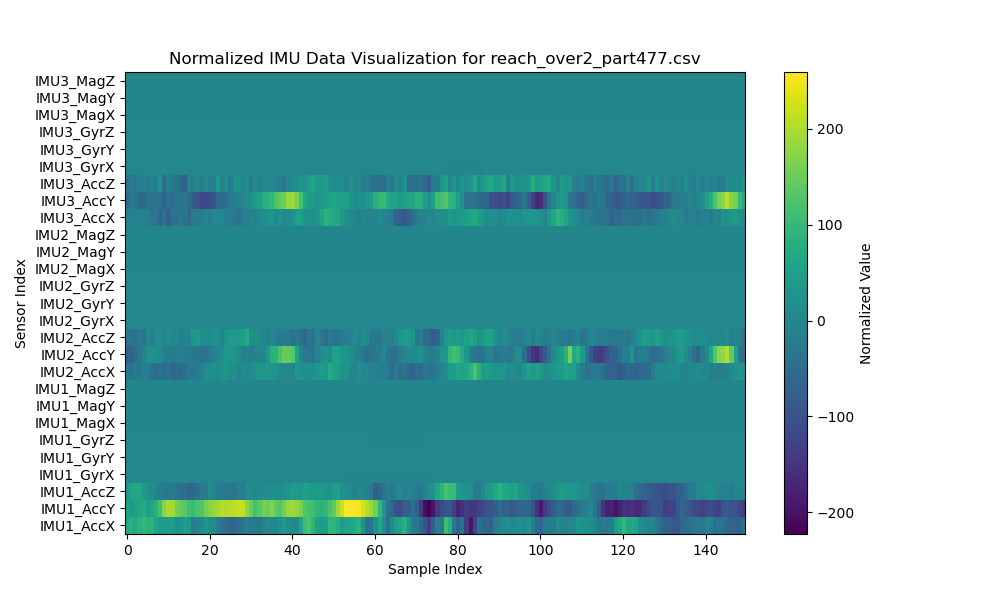 Normalized IMU Data Visualization for reach_over2_part477.csv
IMU3_MagZ
IMU3_MagY
IMU3_MagX
IMU3_GyrZ
IMU3_GyrY
IMU3_GyrX
IMU3_AccZ
IMU3_AccY
IMU3_AccX
IMU2_MagZ
IMU2_MagY
IMU2_MagX
IMU2_GyrZ
IMU2_GyrY
IMU2_GyrX
IMU2_AccZ
IMU2_AccY
IMU2_AccX
IMU1_MagZ
IMU1_MagY
IMU1_MagX
IMU1_GyrZ
IMU1_GyrY
IMU1_GyrX
IMU1_AccZ
IMU1_AccY
IMU1_AccX
Sensor Index
0 20 40 60 80 100 120 140
Sample Index
200
100
0
−100
−200
Normalized Value